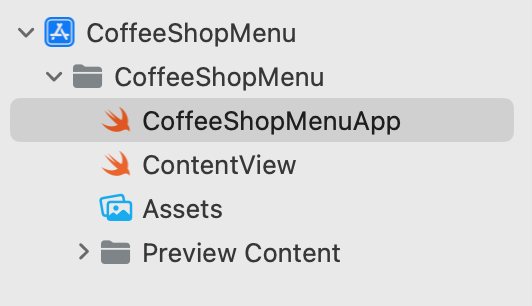 CoffeeShopMenu
CoffeeShopMenu
CoffeeShopMenuApp
ContentView
Assets
Preview Content